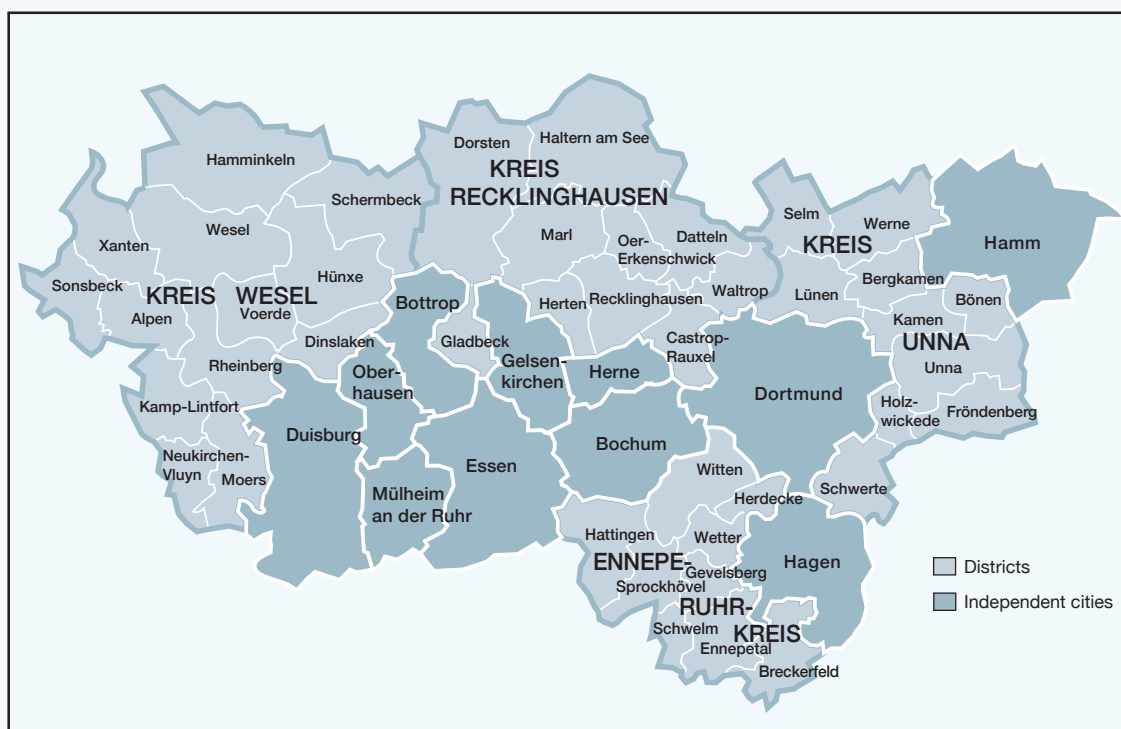 Dorsten
Haltern am See
Hamminkeln
KREIS
RECKLINGHAUSEN
Schermbeck
Selm
Werne
Wesel
Marl
Oer-
Erkenschwick
Datteln
KREIS
Hamm
Xanten
Sonsbeck
Hünxe
Bergkamen
KREIS WESEL
Bottrop
Herten
Recklinghausen
Waltrop
Lünen
Bönen
Alpen
Voerde
Kamen
Dinslaken
Gladbeck
Castrop-
Rauxel
UNNA
Rheinberg
Ober-
hausen
Gelsen-
kirchen
Herne
Unna
Dortmund
Kamp-Lintfort
Holz-
wickede
Fröndenberg
Duisburg
Bochum
Neukirchen-
Vluyn
Essen
Witten
Moers
Mülheim
an der Ruhr
Herdecke
Schwerte
Hattingen
Wetter
ENNEPE-
Hagen
Gevelsberg
Sprockhövel
RUHR-
Schwelm
KREIS
Ennepetal
Breckerfeld
Districts
Independent cities